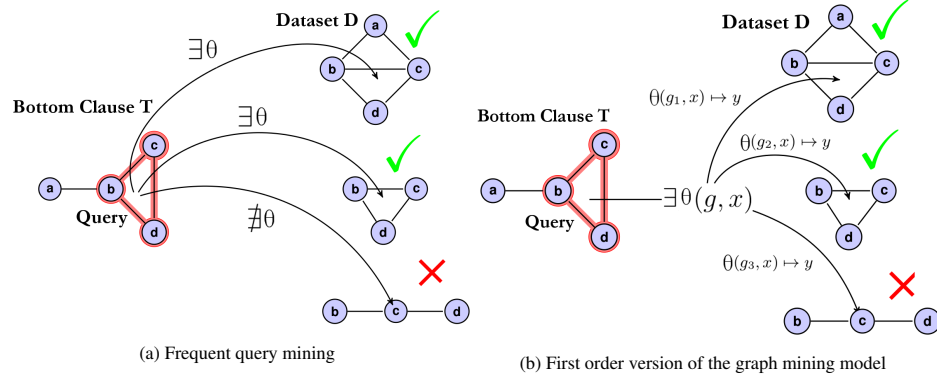 Dataset D
a
b
c
d
∃θ
Bottom Clause T
∃θ
∄θ
a
b
c
d
Query
b
c
d
b
c
d
(a) Frequent query mining
Dataset D
a
b
c
d
θ(g₁, x) ↦ y
Bottom Clause T
θ(g₂, x) ↦ y
a
b
c
d
Query
∃θ(g, x)
b
c
d
θ(g₃, x) ↦ y
b
c
d
(b) First order version of the graph mining model